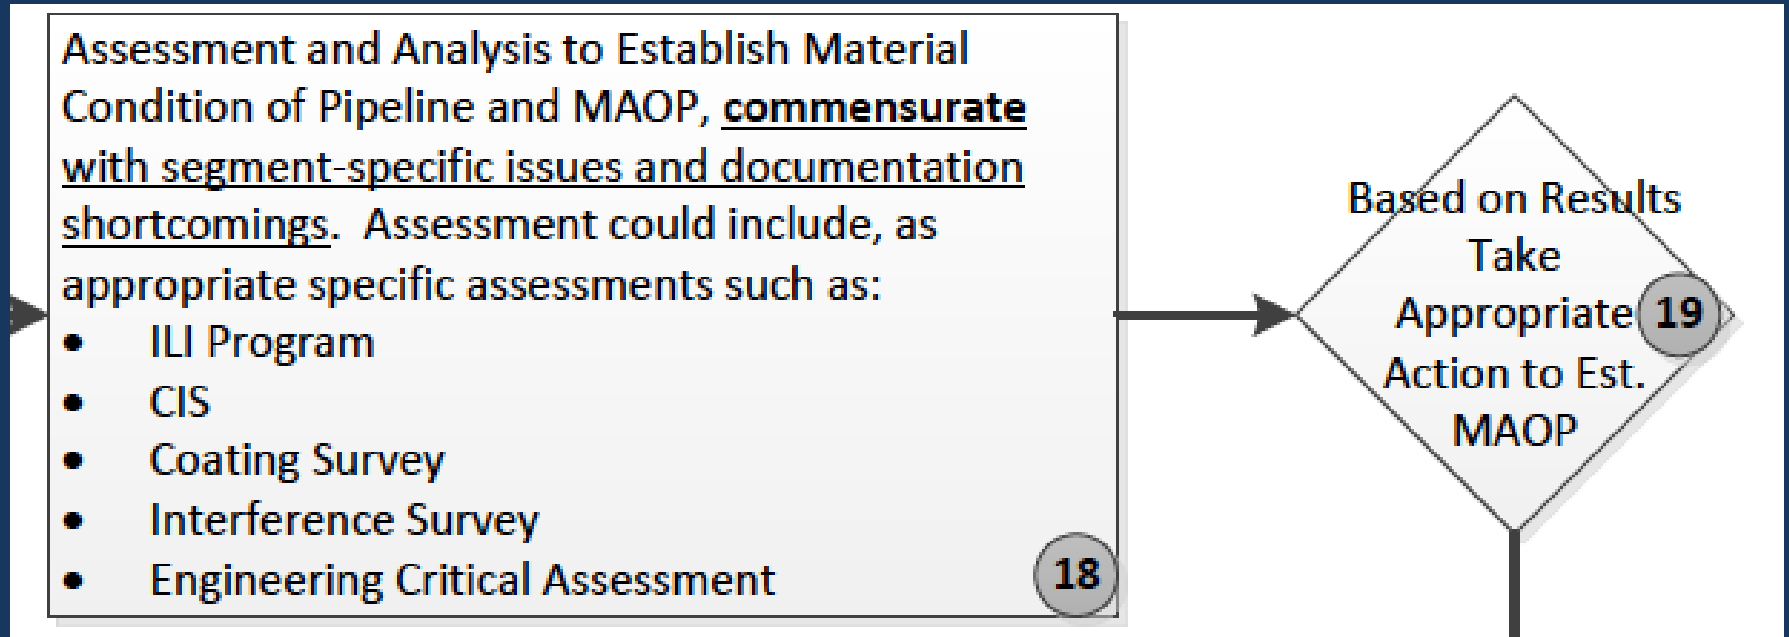 Assessment and Analysis to Establish Material
Condition of Pipeline and MAOP, commensurate
with segment-specific issues and documentation
shortcomings.  Assessment could include, as
appropriate specific assessments such as:
• ILI Program
• CIS
• Coating Survey
• Interference Survey
• Engineering Critical Assessment
18
Based on Results
Take
Appropriate
19
Action to Est.
MAOP